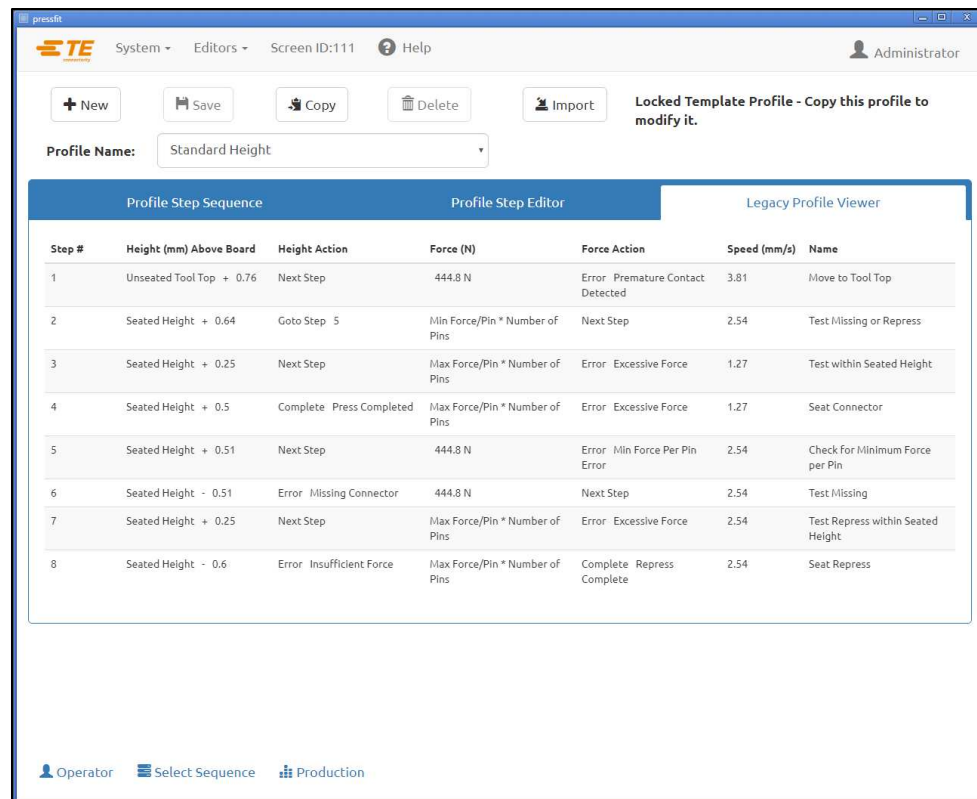 pressfit
TE
connectivity
System
Editors
Screen ID:111
Help
Administrator
New
Save
Copy
Delete
Import
Locked Template Profile - Copy this profile to
modify it.
Profile Name:
Standard Height
Profile Step Sequence
Profile Step Editor
Legacy Profile Viewer
Step # Height (mm) Above Board Height Action Force (N) Force Action Speed (mm/s) Name
1 Unseated Tool Top + 0.76 Next Step 444.8 N Error Premature Contact 3.81 Move to Tool Top
Detected
2 Seated Height + 0.64 Goto Step 5 Min Force/Pin * Number of Next Step 2.54 Test Missing or Repress
Pins
3 Seated Height + 0.25 Next Step Max Force/Pin * Number of Error Excessive Force 1.27 Test within Seated Height
Pins
4 Seated Height + 0.5 Complete Press Completed Max Force/Pin * Number of Error Excessive Force 1.27 Seat Connector
Pins
5 Seated Height + 0.51 Next Step 444.8 N Error Min Force Per Pin 2.54 Check for Minimum Force
Error per Pin
6 Seated Height - 0.51 Error Missing Connector 444.8 N Next Step 2.54 Test Missing
7 Seated Height + 0.25 Next Step Max Force/Pin * Number of Error Excessive Force 2.54 Test Repress within Seated
Pins Height
8 Seated Height - 0.6 Error Insufficient Force Max Force/Pin * Number of Complete Repress 2.54 Seat Repress
Pins Complete
Operator
Select Sequence
Production